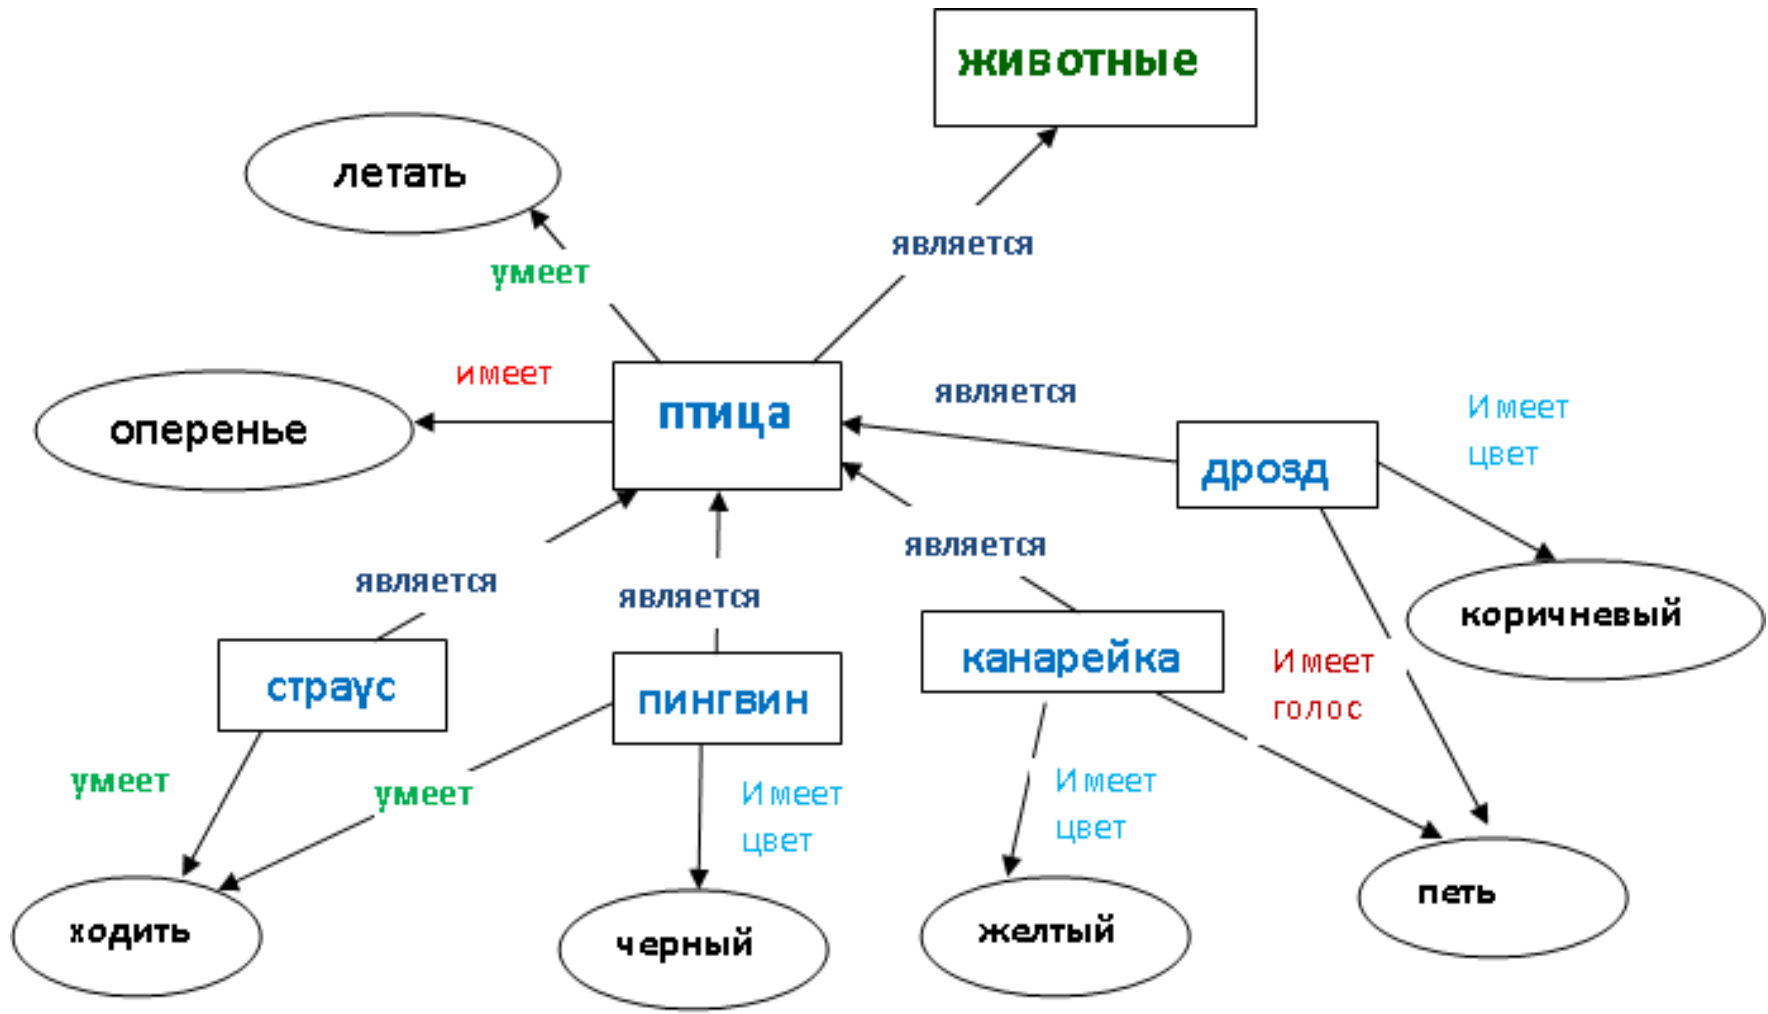 животные
летать
является
умеет
имеет
птица
является
Имеет
цвет
оперенье
дрозд
является
является
является
коричневый
страус
пингвин
канарейка
Имеет
голос
умеет
умеет
Имеет
цвет
Имеет
цвет
петь
ходить
черный
желтый